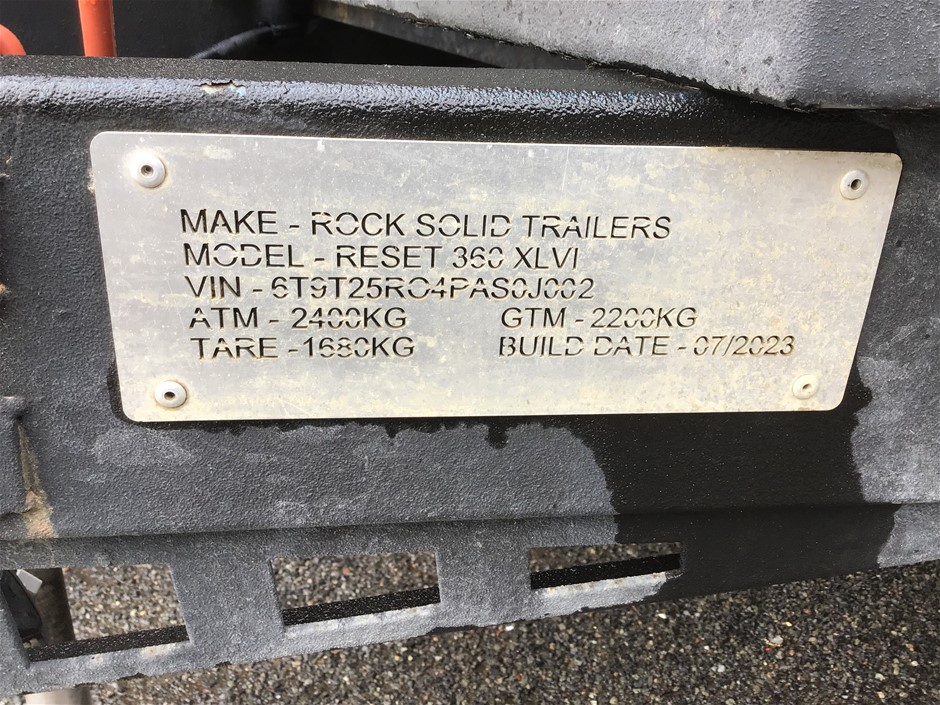 MAKE - ROCK SOLID TRAILERS
MODEL - RESET 360 XLVI
VIN - 6T9T25RO4PAS0J002
ATM - 2400KG GTM - 2200KG
TARE -1680KG BUILD DATE - 07/2023